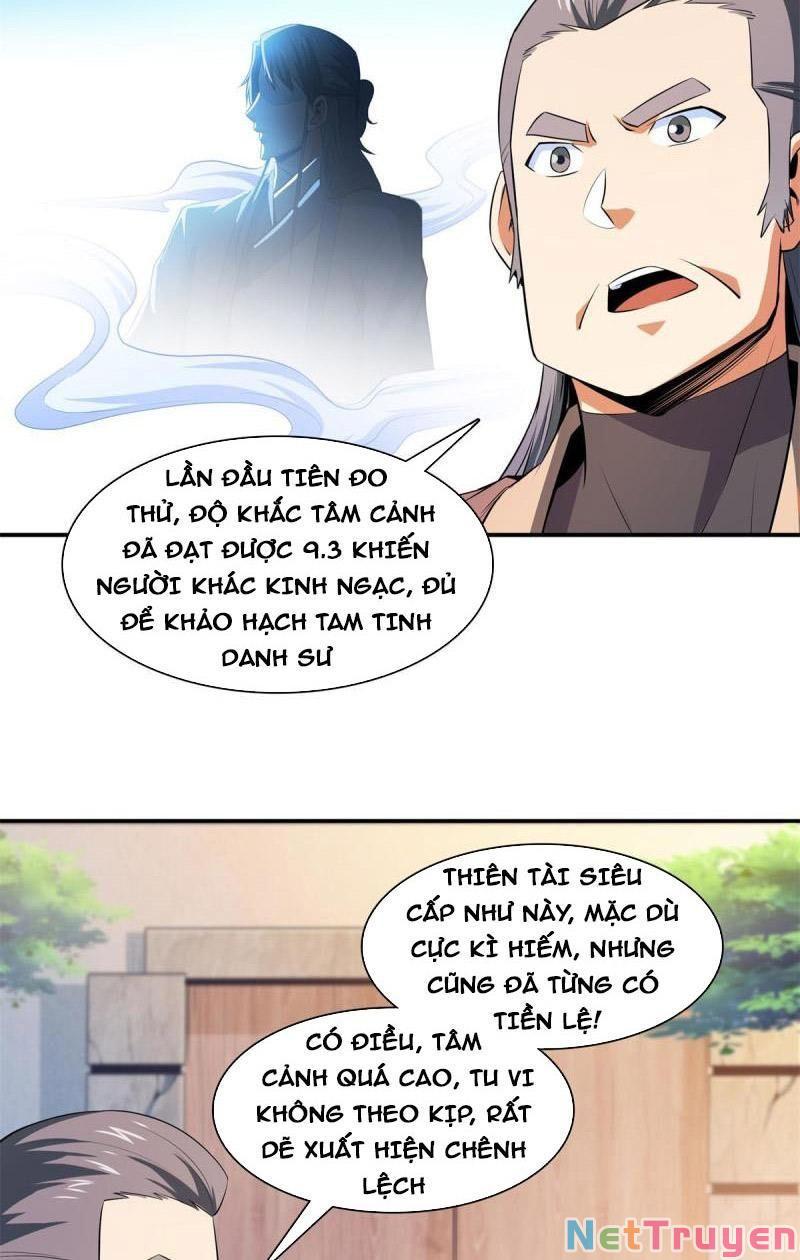 LẦN ĐẦU TIÊN ĐO
THỬ, ĐỘ KHẮC TÂM CẢNH
ĐÃ ĐẠT ĐƯỢC 9.3 KHIẾN
NGƯỜI KHÁC KINH NGẠC, ĐỦ
ĐỂ KHẢO HẠCH TAM TINH
DANH SƯ
THIÊN TÀI SIÊU
CẤP NHƯ NÀY, MẶC DÙ
CỰC KÌ HIẾM, NHƯNG
CŨNG ĐÃ TỪNG CÓ
TIỀN LỆ!
CÓ ĐIỀU, TÂM
CẢNH QUÁ CAO, TU VI
KHÔNG THEO KỊP, RẤT
DẼ XUẤT HIỆN CHÊNH
LỆCH
NetTruyen